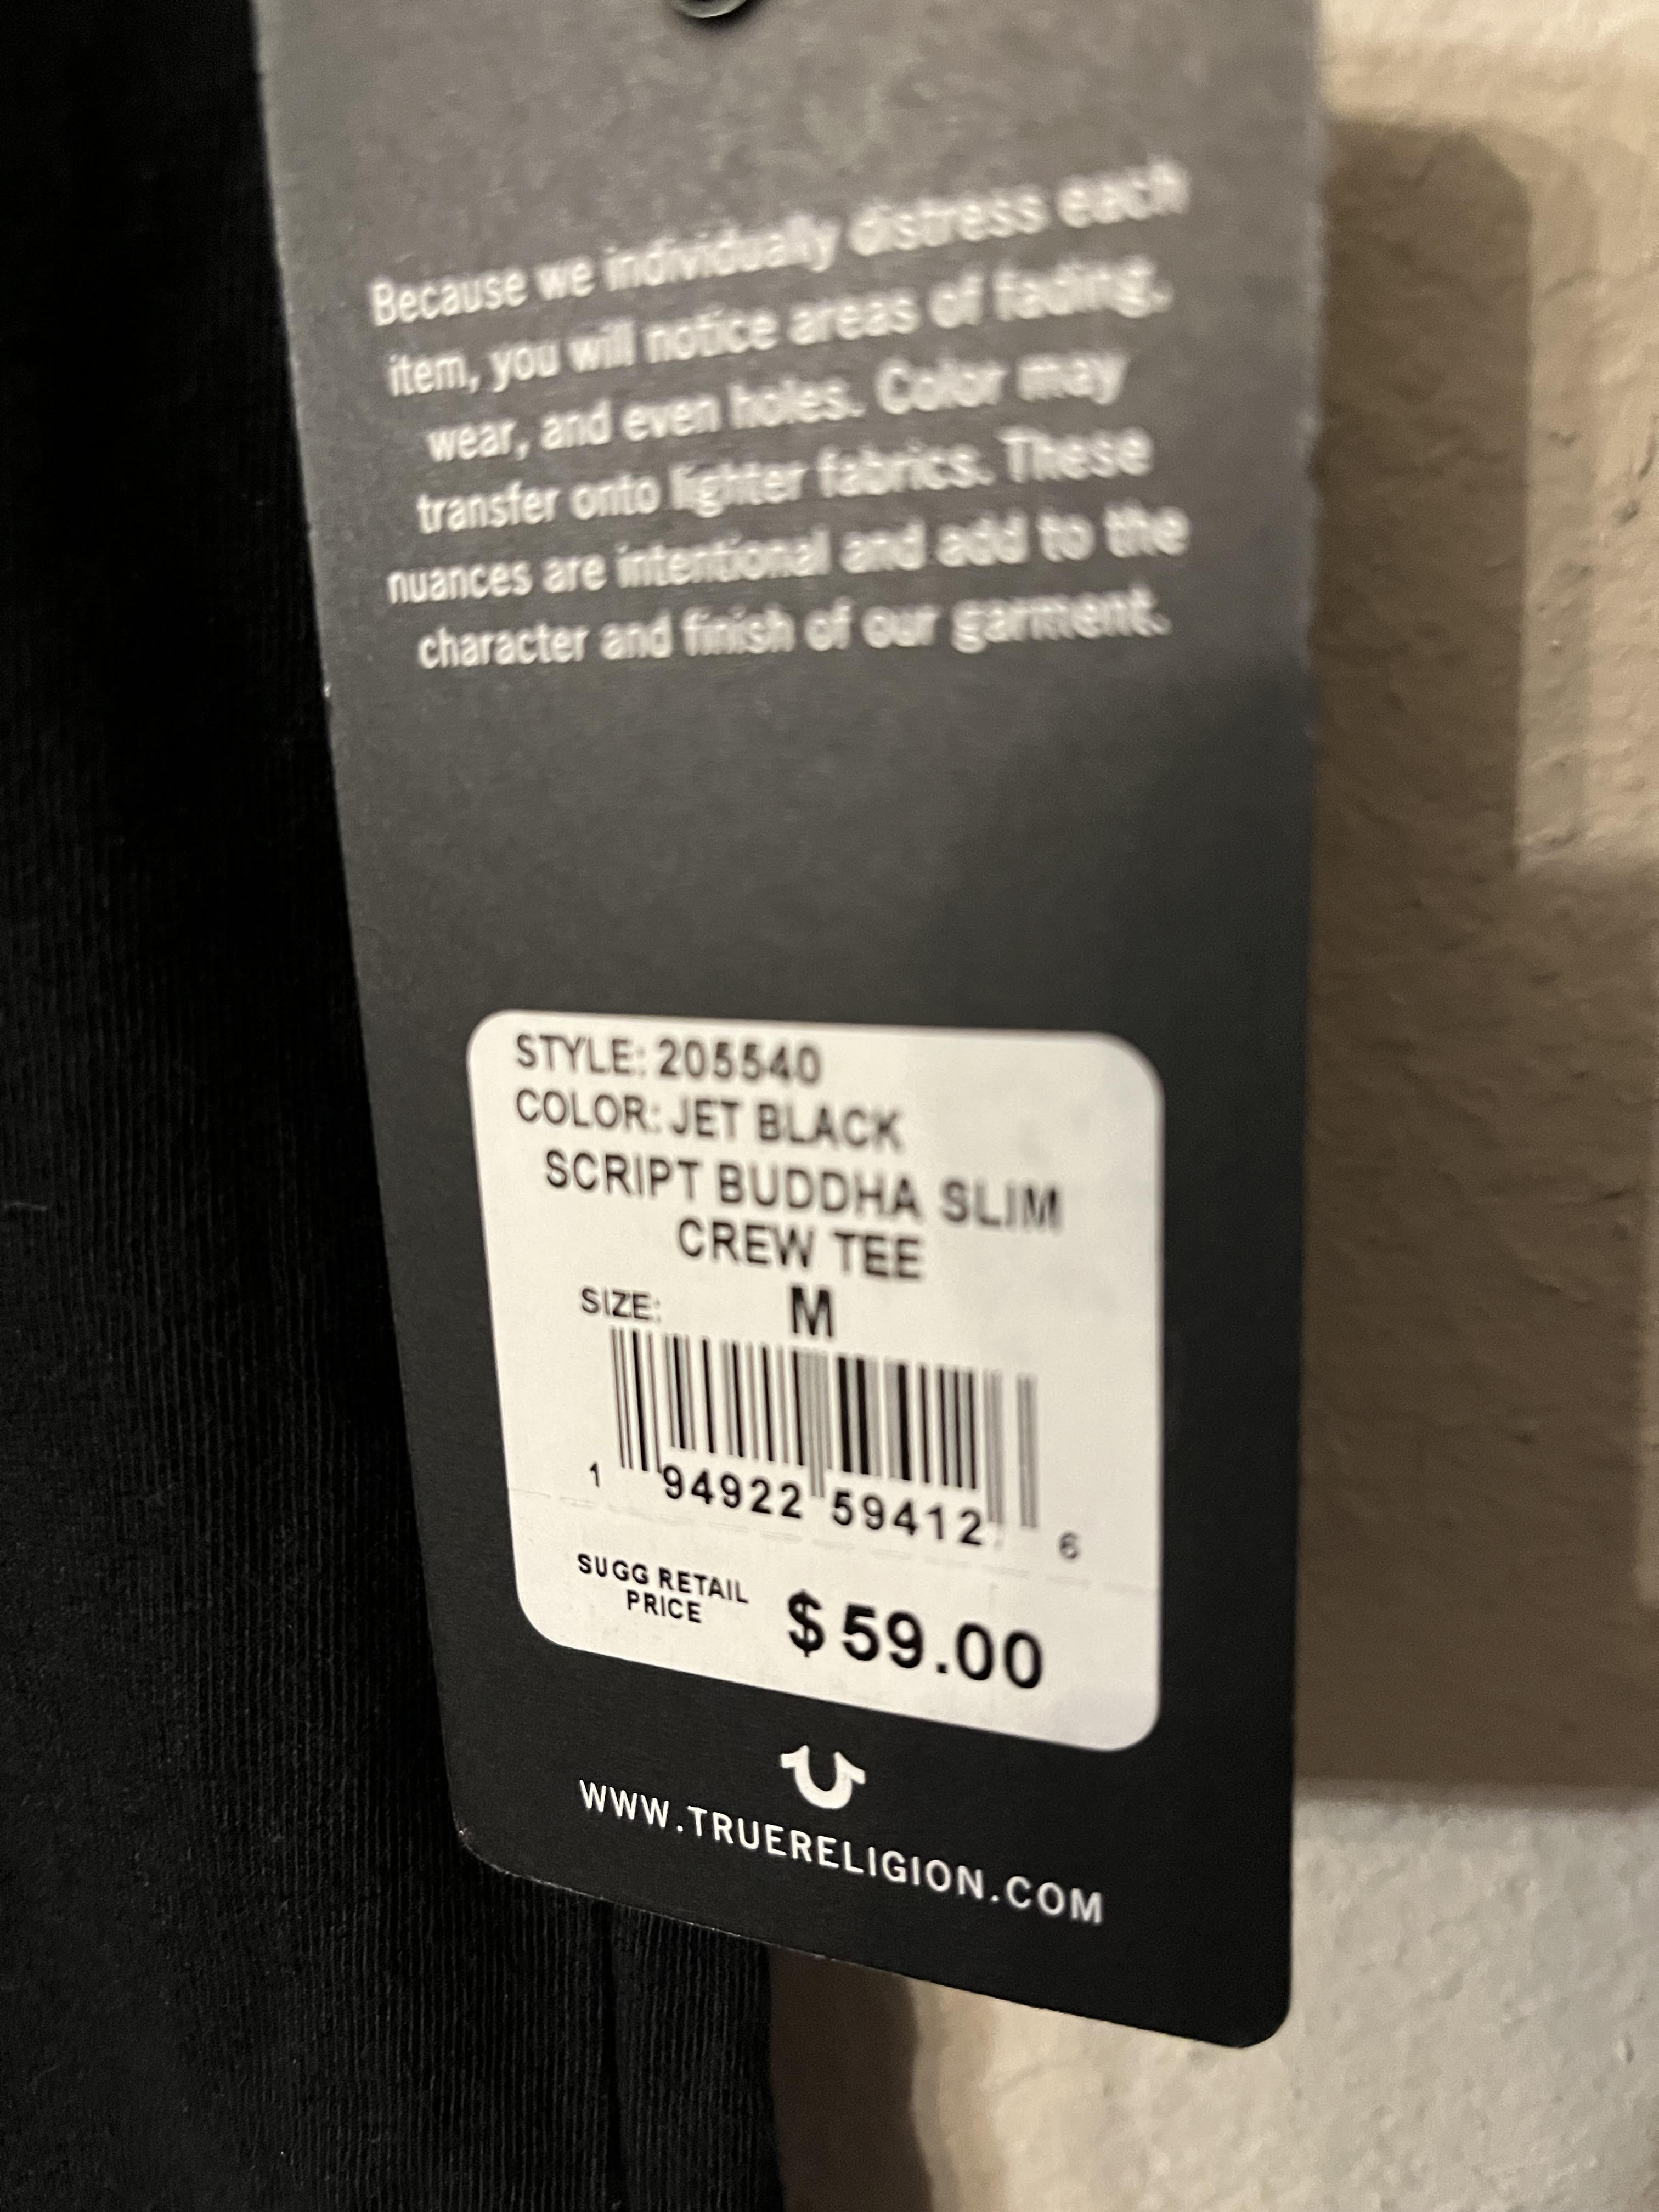 Because we individually distress each
item, you will notice areas of fading,
wear, and even holes. Color may
transfer onto lighter fabrics. These
nuances are intentional and add to the
character and finish of our garment.
STYLE: 205540
COLOR: JET BLACK
SCRIPT BUDDHA SLIM
CREW TEE
SIZE: M
1 94922 59412 6
SUGG RETAIL
PRICE $59.00
WWW.TRUERELIGION.COM